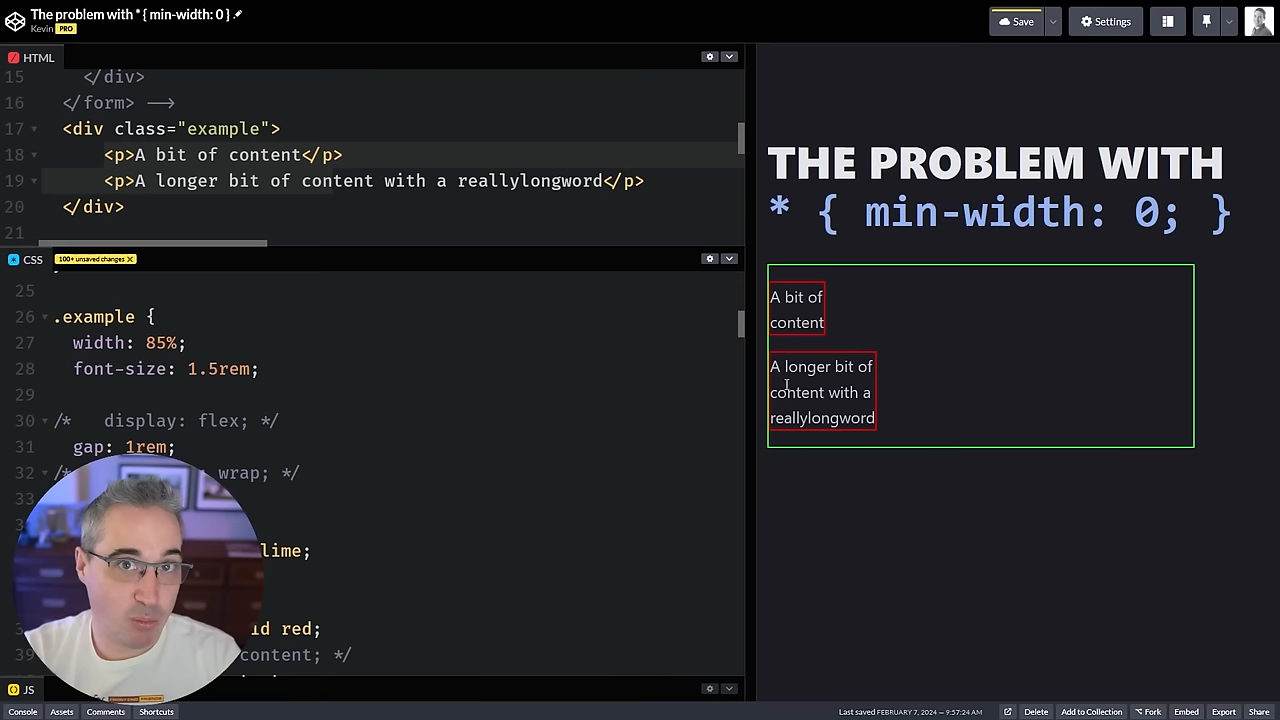 The problem with * { min-width: 0 }
Kevin PRO
Save
Settings
HTML
15 </div>
16 </form> -->
17 <div class="example">
18 <p>A bit of content</p>
19 <p>A longer bit of content with a reallylongword</p>
20 </div>
21
CSS
100+ unsaved changes X
25
26 .example {
27 width: 85%;
28 font-size: 1.5rem;
29
30 /* display: flex; */
31 gap: 1rem;
32 /* wrap; */
33
lime;
red;
39 content; */
JS
THE PROBLEM WITH
* { min-width: 0; }
A bit of
content
A longer bit of
content with a
reallylongword
Console Assets Comments Shortcuts
Last saved FEBRUARY 7, 2024 — 9:57:24 AM
Delete Add to Collection Fork Embed Export Share